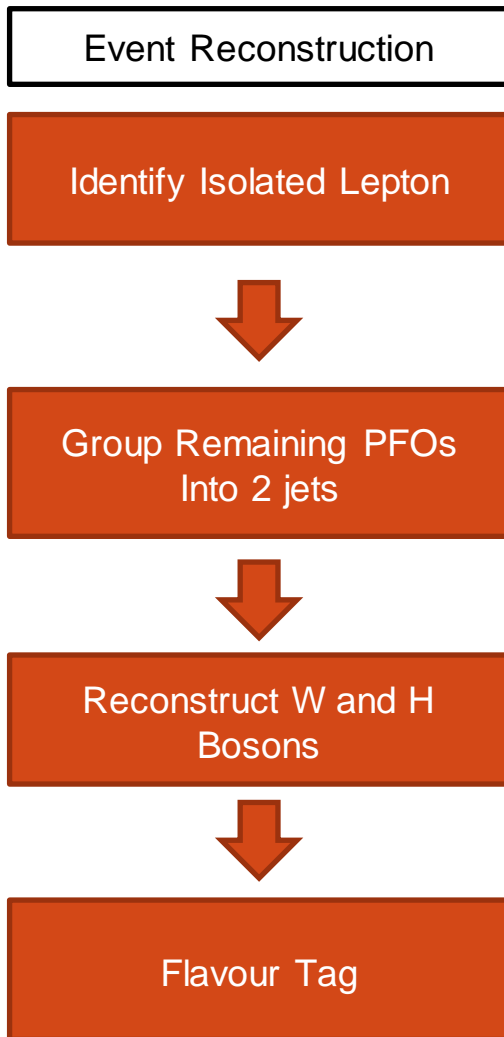 Event Reconstruction
Identify Isolated Lepton
Group Remaining PFOs
Into 2 jets
Reconstruct W and H
Bosons
Flavour Tag